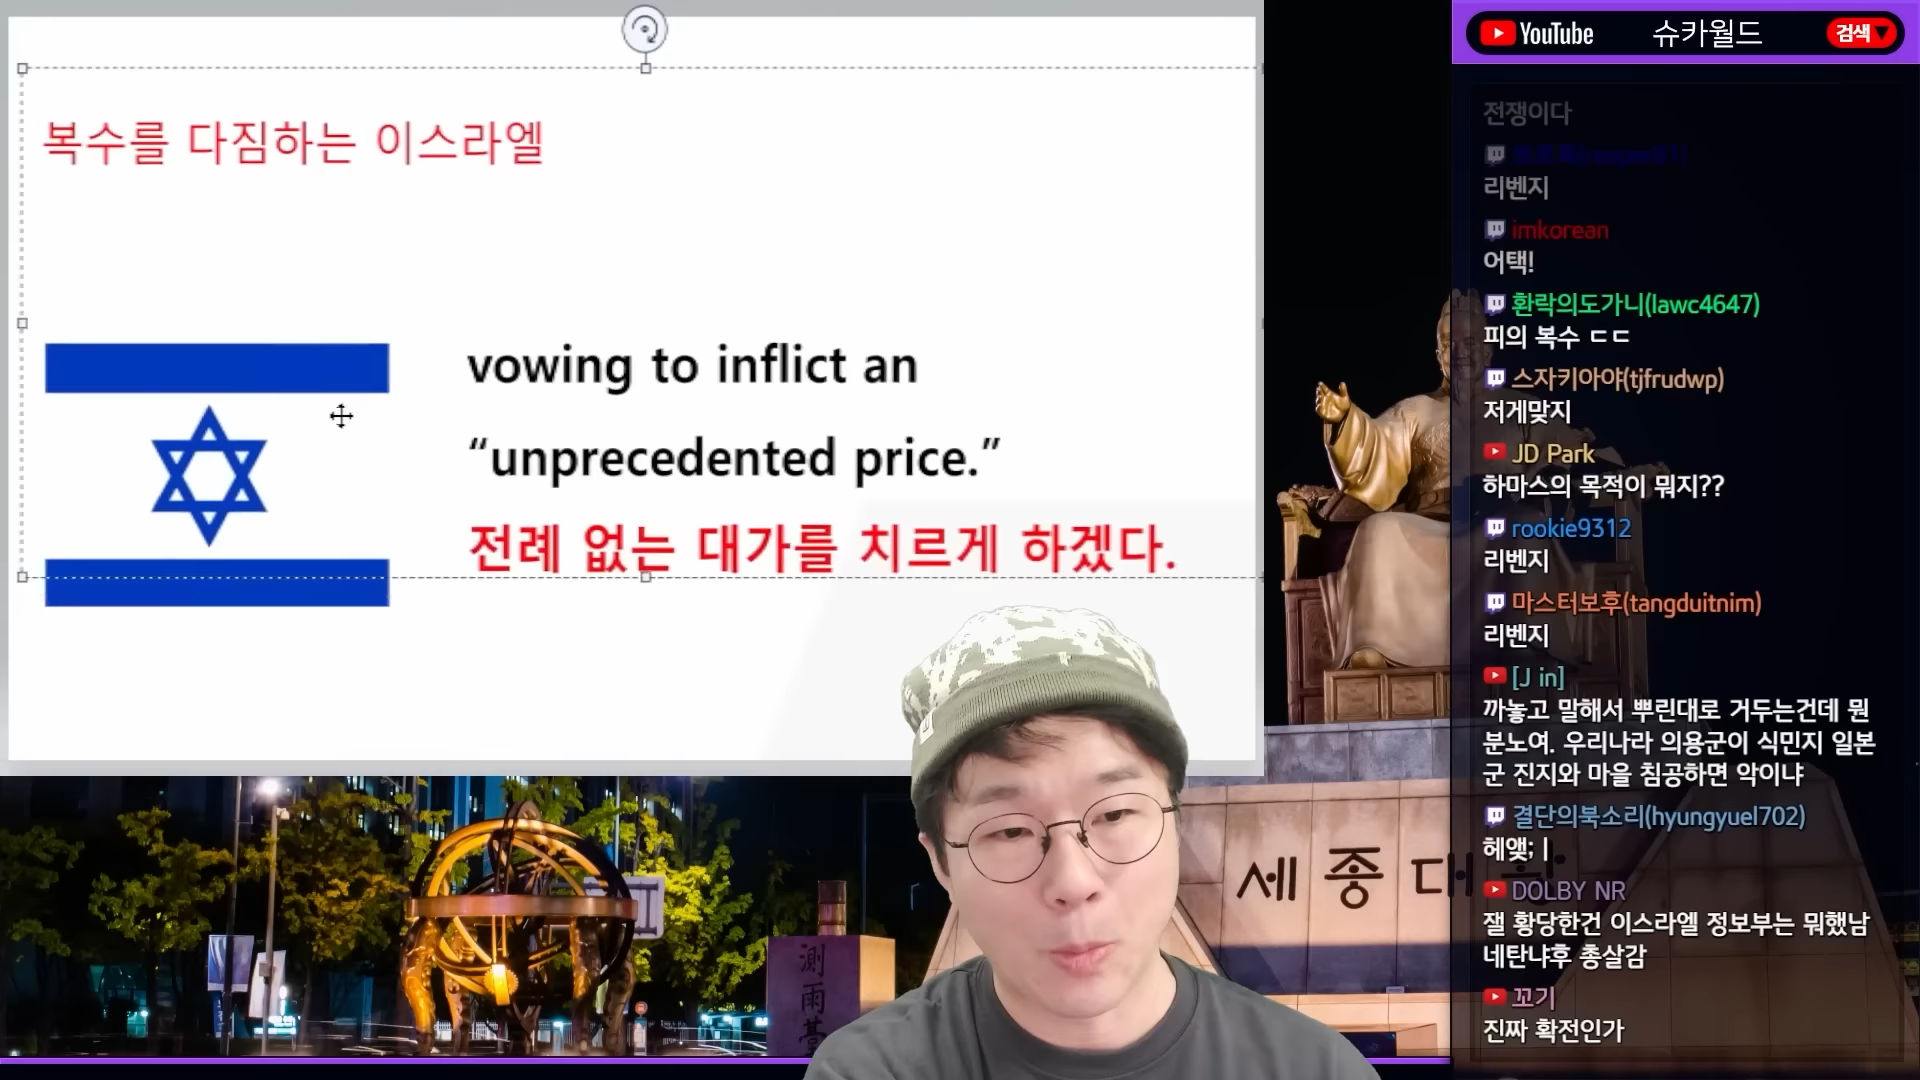 복수를 다짐하는 이스라엘
vowing to inflict an
“unprecedented price.”
전례 없는 대가를 치르게 하겠다.
세종대
測
雨
臺
YouTube 슈카월드 검색
전쟁이다
리벤지
imkorean
어택!
환락의도가니(lawc4647)
피의 복수 ㄷㄷ
스자키아야(tjfrudwp)
저게맞지
JD Park
하마스의 목적이 뭐지??
rookie9312
리벤지
마스터보후(tangduitnim)
리벤지
[J in]
까놓고 말해서 뿌린대로 거두는건데 뭔
분노여. 우리나라 의용군이 식민지 일본
군 진지와 마을 침공하면 악이냐
결단의북소리(hyungyuel702)
헤앶;ㅣ
DOLBY NR
잴 황당한건 이스라엘 정보부는 뭐했남
네탄냐후 총살감
꼬기
진짜 확전인가